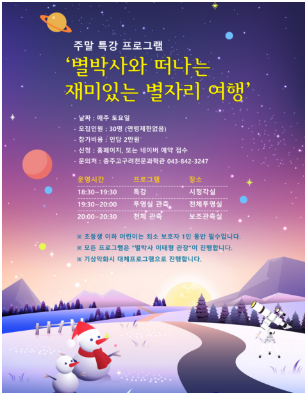 주말 특강 프로그램
'별박사와 떠나는
재미있는 별자리 여행'
- 날짜 : 매주 토요일
- 모집인원 : 30명 (연령제한없음)
- 참가비용 : 인당 2만원
- 신청 : 홈페이지, 또는 네이버 예약 접수
- 문의처 : 충주고구려천문과학관 043-842-3247
운영시간 프로그램 장소
18:30~19:30 특강 시청각실
19:30~20:00 투영실 관측 천체투영실
20:00~20:30 천체 관측 보조관측실
※ 초등생 이하 어린이는 최소 보호자 1인 동반 필수입니다.
※ 모든 프로그램은 "별박사 이태형 관장"이 진행합니다.
※ 기상악화시 대체프로그램으로 진행합니다.